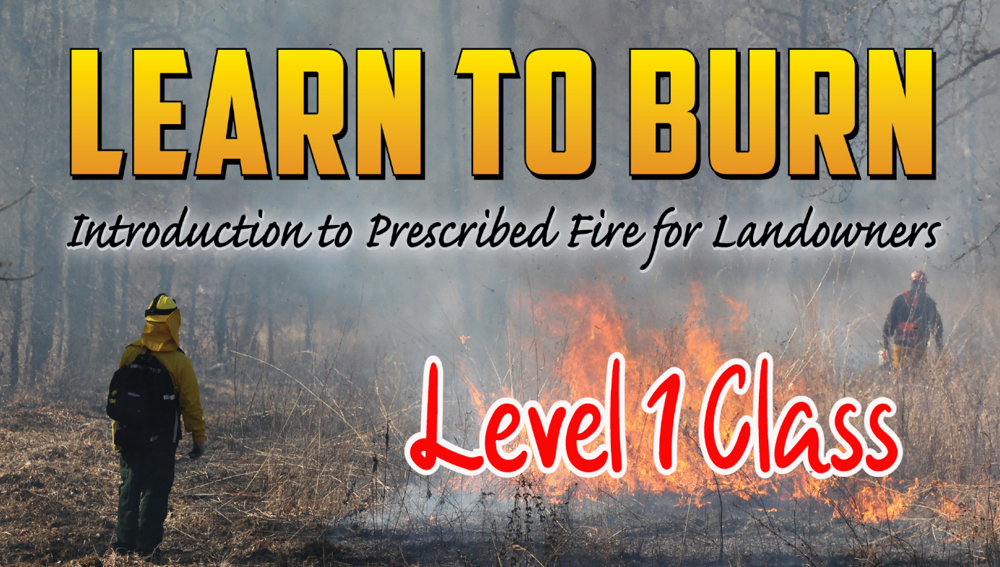 LEARN TO BURN
Introduction to Prescribed Fire for Landowners
Level 1 Class